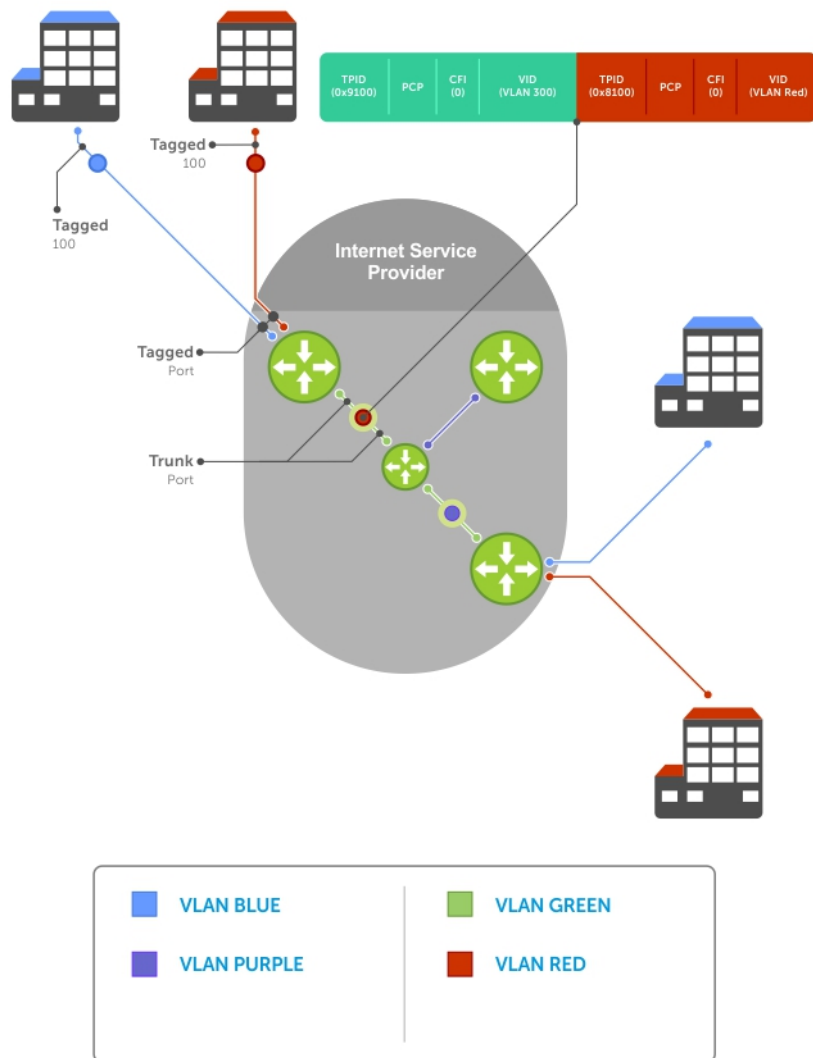 TPID
(0x9100)
PCP
CFI
(0)
VID
(VLAN 300)
TPID
(0x8100)
PCP
CFI
(0)
VID
(VLAN Red)
Tagged
100
Tagged
100
Internet Service
Provider
Tagged
Port
Trunk
Port
VLAN BLUE
VLAN GREEN
VLAN PURPLE
VLAN RED